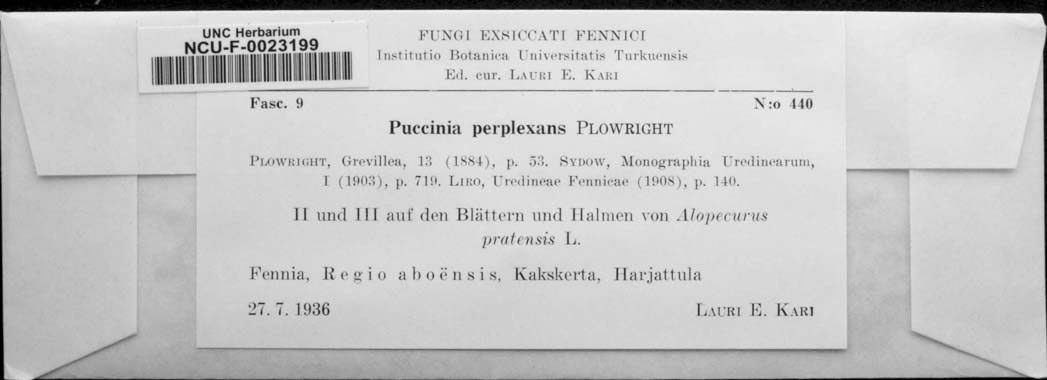 UNC Herbarium
NCU-F-0023199
FUNGI EXSICCATI FENNICI
Institutio Botanica Universitatis Turkuensis
Ed. cur. LAURI E. KARI
Fasc. 9 N:o 440
Puccinia perplexans PLOWRIGHT
PLOWRIGHT, Grevillea, 13 (1884), p. 53. SYDOW, Monographia Uredinearum,
I (1903), p. 719. LIRO, Uredineae Fennicae (1908), p. 140.
II und III auf den Blättern und Halmen von Alopecurus
pratensis L.
Fennia, Regio aboënsis, Kakskerta, Harjattula
27. 7. 1936 LAURI E. KARI